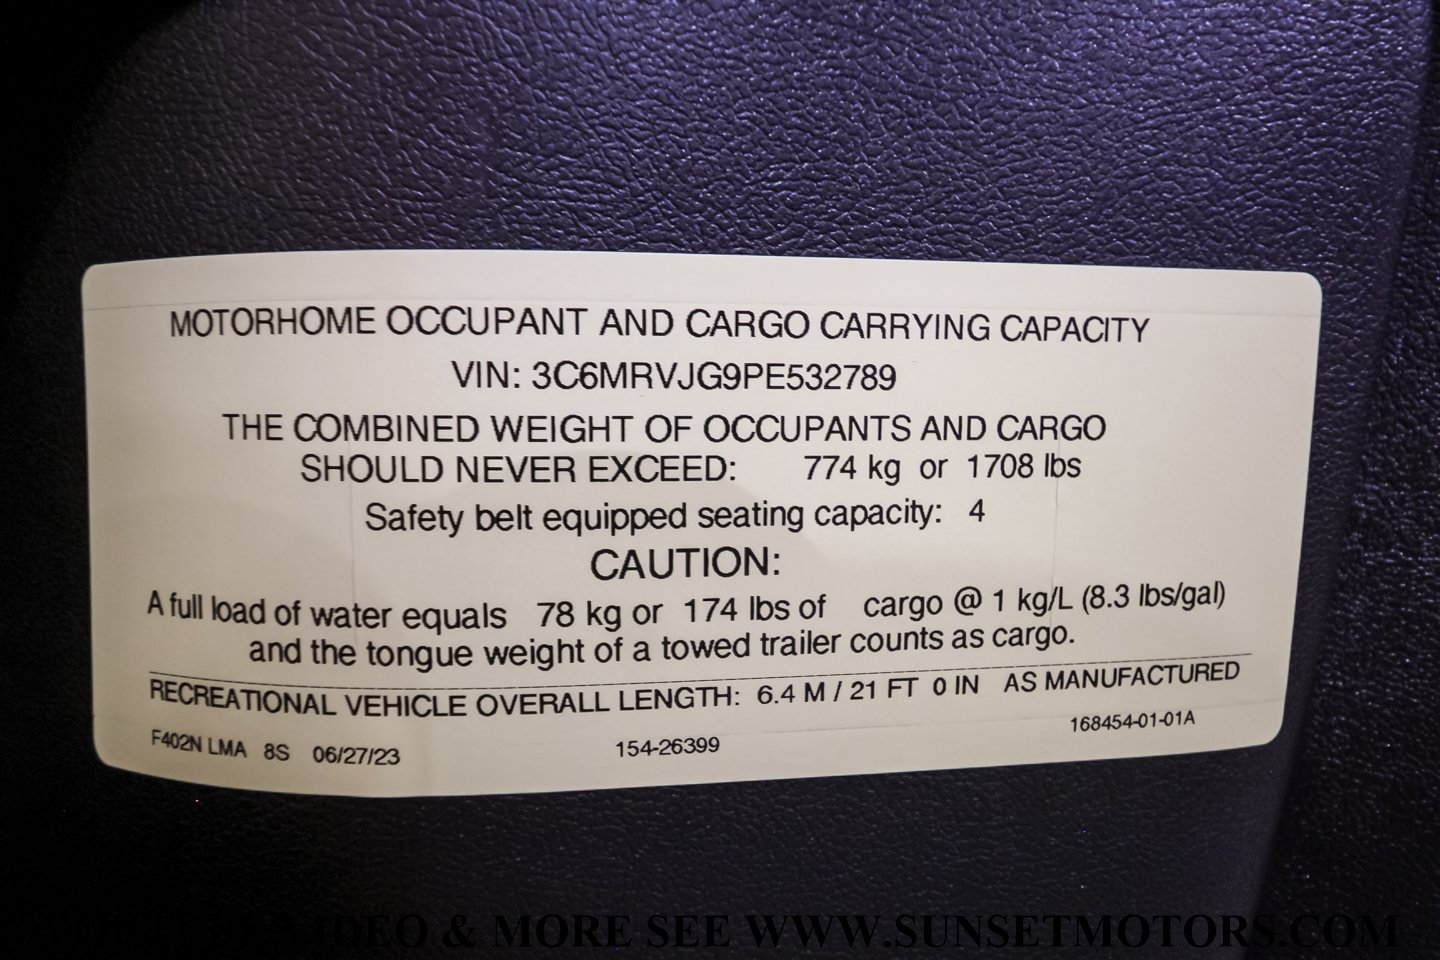 MOTORHOME OCCUPANT AND CARGO CARRYING CAPACITY
VIN: 3C6MRVJG9PE532789
THE COMBINED WEIGHT OF OCCUPANTS AND CARGO
SHOULD NEVER EXCEED: 774 kg or 1708 lbs
Safety belt equipped seating capacity: 4
CAUTION:
A full load of water equals 78 kg or 174 lbs of cargo @ 1 kg/L (8.3 lbs/gal)
and the tongue weight of a towed trailer counts as cargo.
RECREATIONAL VEHICLE OVERALL LENGTH: 6.4 M / 21 FT 0 IN AS MANUFACTURED
F402N LMA 8S 06/27/23 154-26399 168454-01-01A
VIDEO & MORE SEE WWW.SUNSETMOTORS.COM